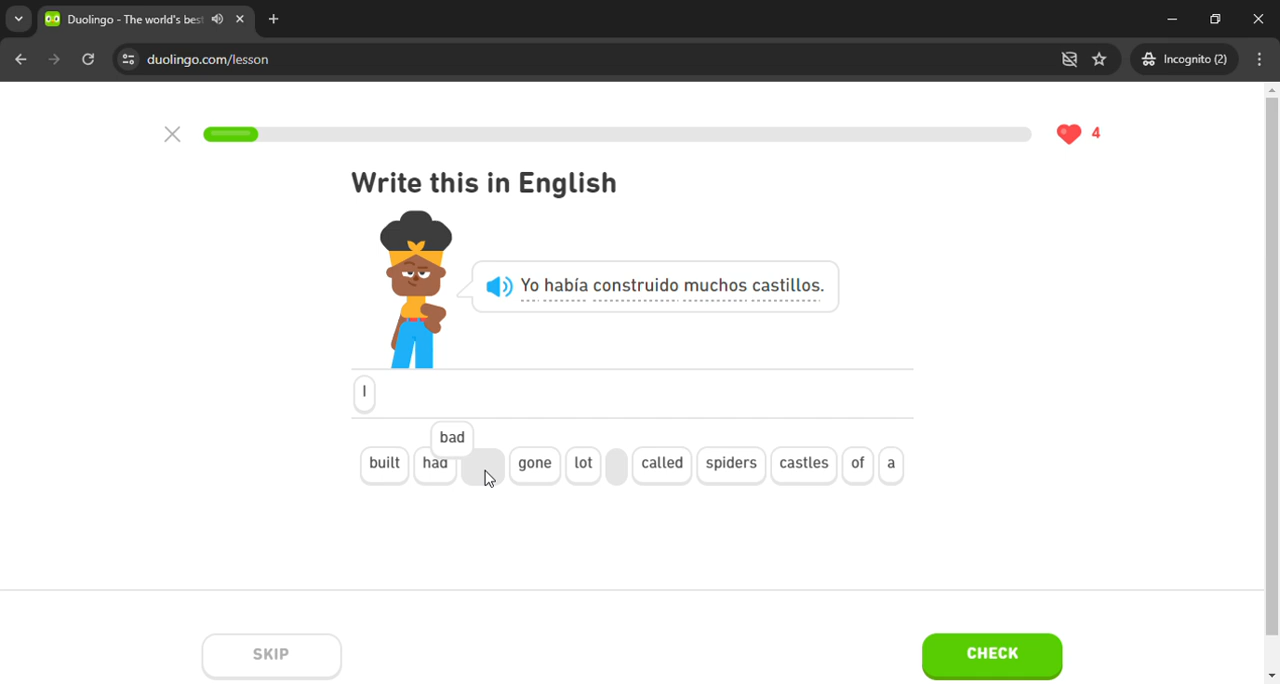 Duolingo - The world's best
duolingo.com/lesson
Incognito (2)
4
Write this in English
Yo había construido muchos castillos.
I
bad
built had gone lot called spiders castles of a
SKIP
CHECK